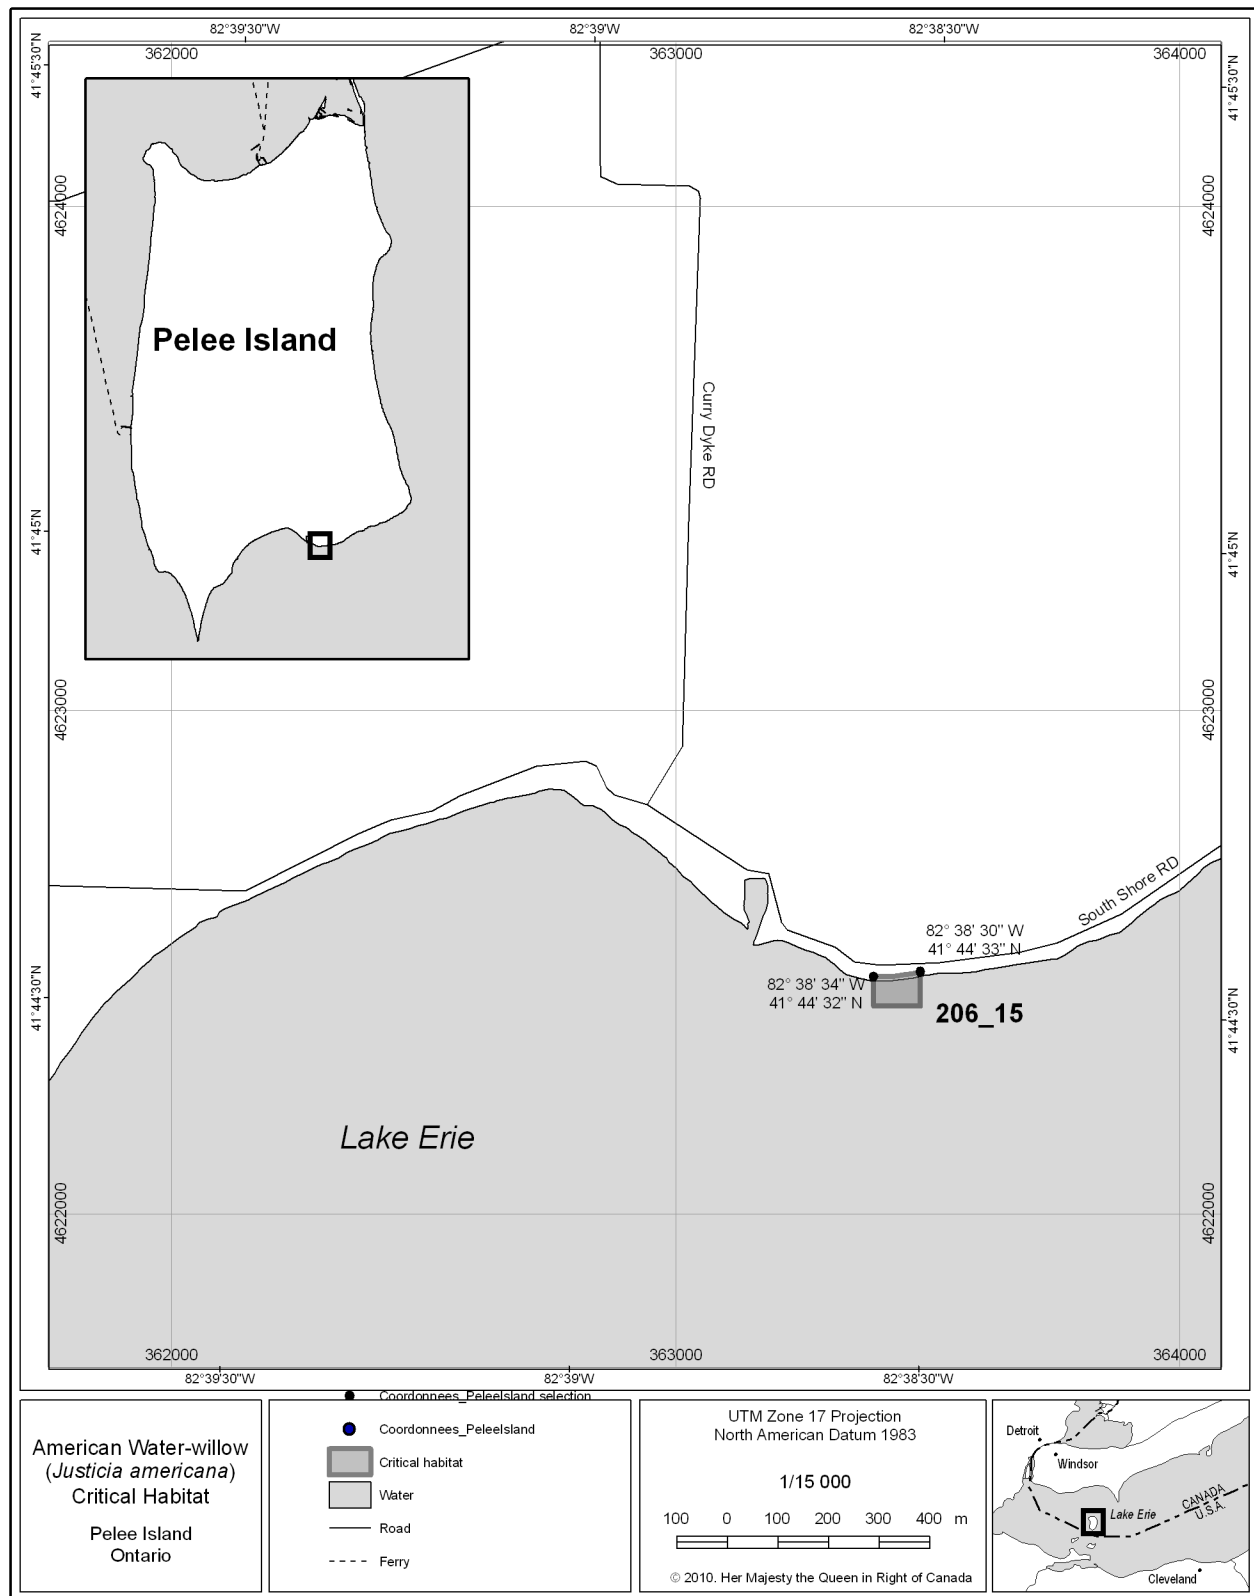 82°39'30"W
82°39'W
82°38'30"W
362000
363000
364000
41°45'30"N
41°45'30"N
4624000
4624000
Pelee Island
Curry Dyke RD
41°45'N
41°45'N
4623000
4623000
South Shore RD
82° 38' 30" W
41° 44' 33" N
82° 38' 34" W
41° 44' 32" N
206_15
41°44'30"N
41°44'30"N
Lake Erie
4622000
4622000
362000
363000
364000
82°39'30"W
82°39'W
82°38'30"W
American Water-willow
(Justicia americana)
Critical Habitat
Pelee Island
Ontario
Coordonnees_PeleeIsland selection
Coordonnees_PeleeIsland
Critical habitat
Water
Road
Ferry
UTM Zone 17 Projection
North American Datum 1983
1/15 000
100 0 100 200 300 400 m
© 2010. Her Majesty the Queen in Right of Canada
Detroit
Windsor
CANADA
U.S.A.
Lake Erie
Cleveland